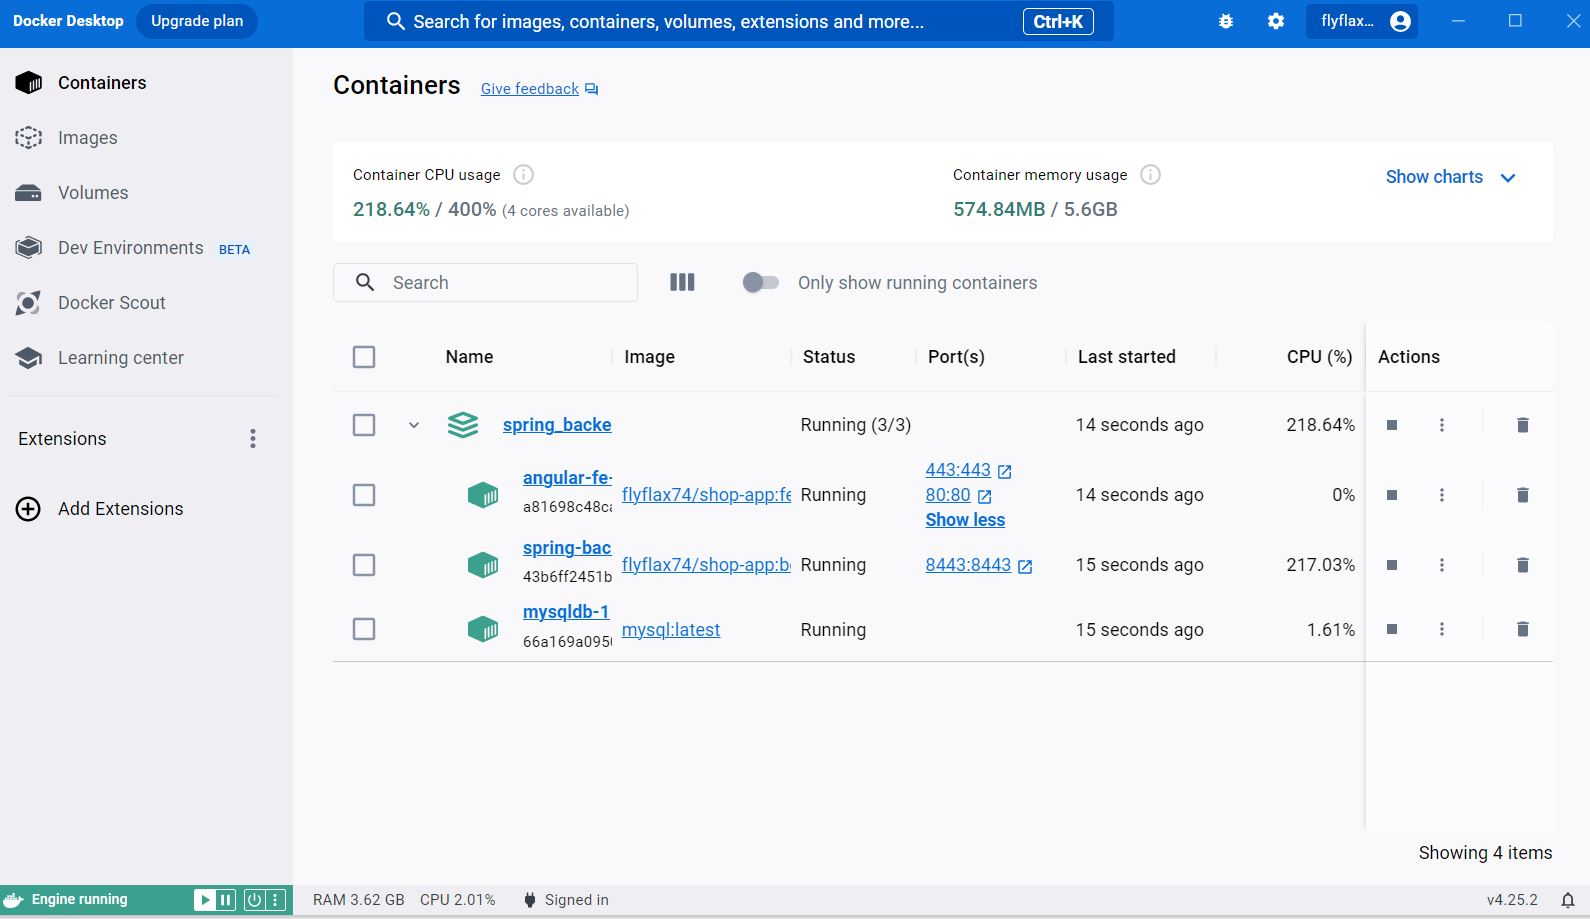 Docker Desktop Upgrade plan Search for images, containers, volumes, extensions and more... Ctrl+K flyflax...
Containers
Images
Volumes
Dev Environments BETA
Docker Scout
Learning center
Extensions
Add Extensions
Containers Give feedback
Container CPU usage
218.64% / 400% (4 cores available)
Container memory usage
574.84MB / 5.6GB
Show charts
Search
Only show running containers
Name Image Status Port(s) Last started CPU (%) Actions
spring_backe Running (3/3) 14 seconds ago 218.64%
angular-fe-
a81698c48ca
flyflax74/shop-app:fe Running
443:443
80:80
Show less
14 seconds ago 0%
spring-bac
43b6ff2451b
flyflax74/shop-app:be Running 8443:8443 15 seconds ago 217.03%
mysqldb-1
66a169a0950
mysql:latest Running 15 seconds ago 1.61%
Showing 4 items
Engine running RAM 3.62 GB CPU 2.01% Signed in v4.25.2